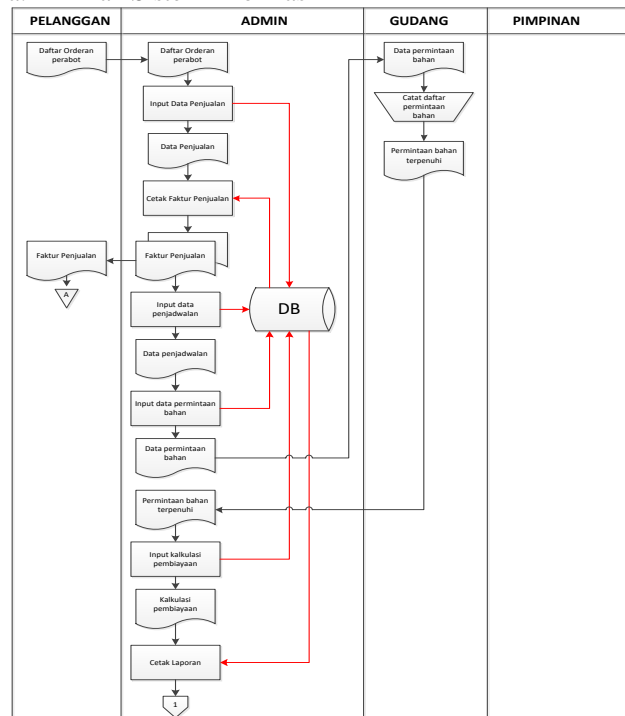 PELANGGAN
ADMIN
GUDANG
PIMPINAN
Daftar Orderan
perabot
Daftar Orderan
perabot
Data permintaan
bahan
Input Data Penjualan
Catat daftar
permintaan
bahan
Data Penjualan
Permintaan bahan
terpenuhi
Cetak Faktur Penjualan
Faktur Penjualan
Faktur Penjualan
A
Input data
penjadwalan
DB
Data penjadwalan
Input data permintaan
bahan
Data permintaan
bahan
Permintaan bahan
terpenuhi
Input kalkulasi
pembiayaan
Kalkulasi
pembiayaan
Cetak Laporan
1